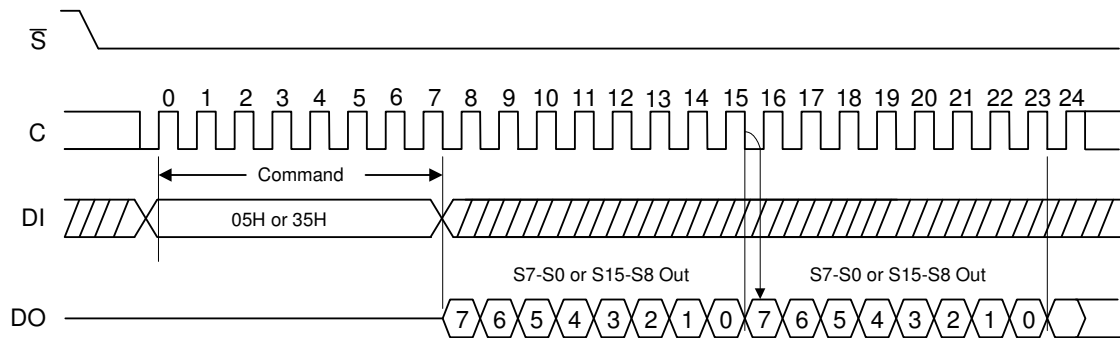 S̅
0 1 2 3 4 5 6 7 8 9 10 11 12 13 14 15 16 17 18 19 20 21 22 23 24
C
Command
DI
05H or 35H
S7-S0 or S15-S8 Out
S7-S0 or S15-S8 Out
DO
7 6 5 4 3 2 1 0 7 6 5 4 3 2 1 0